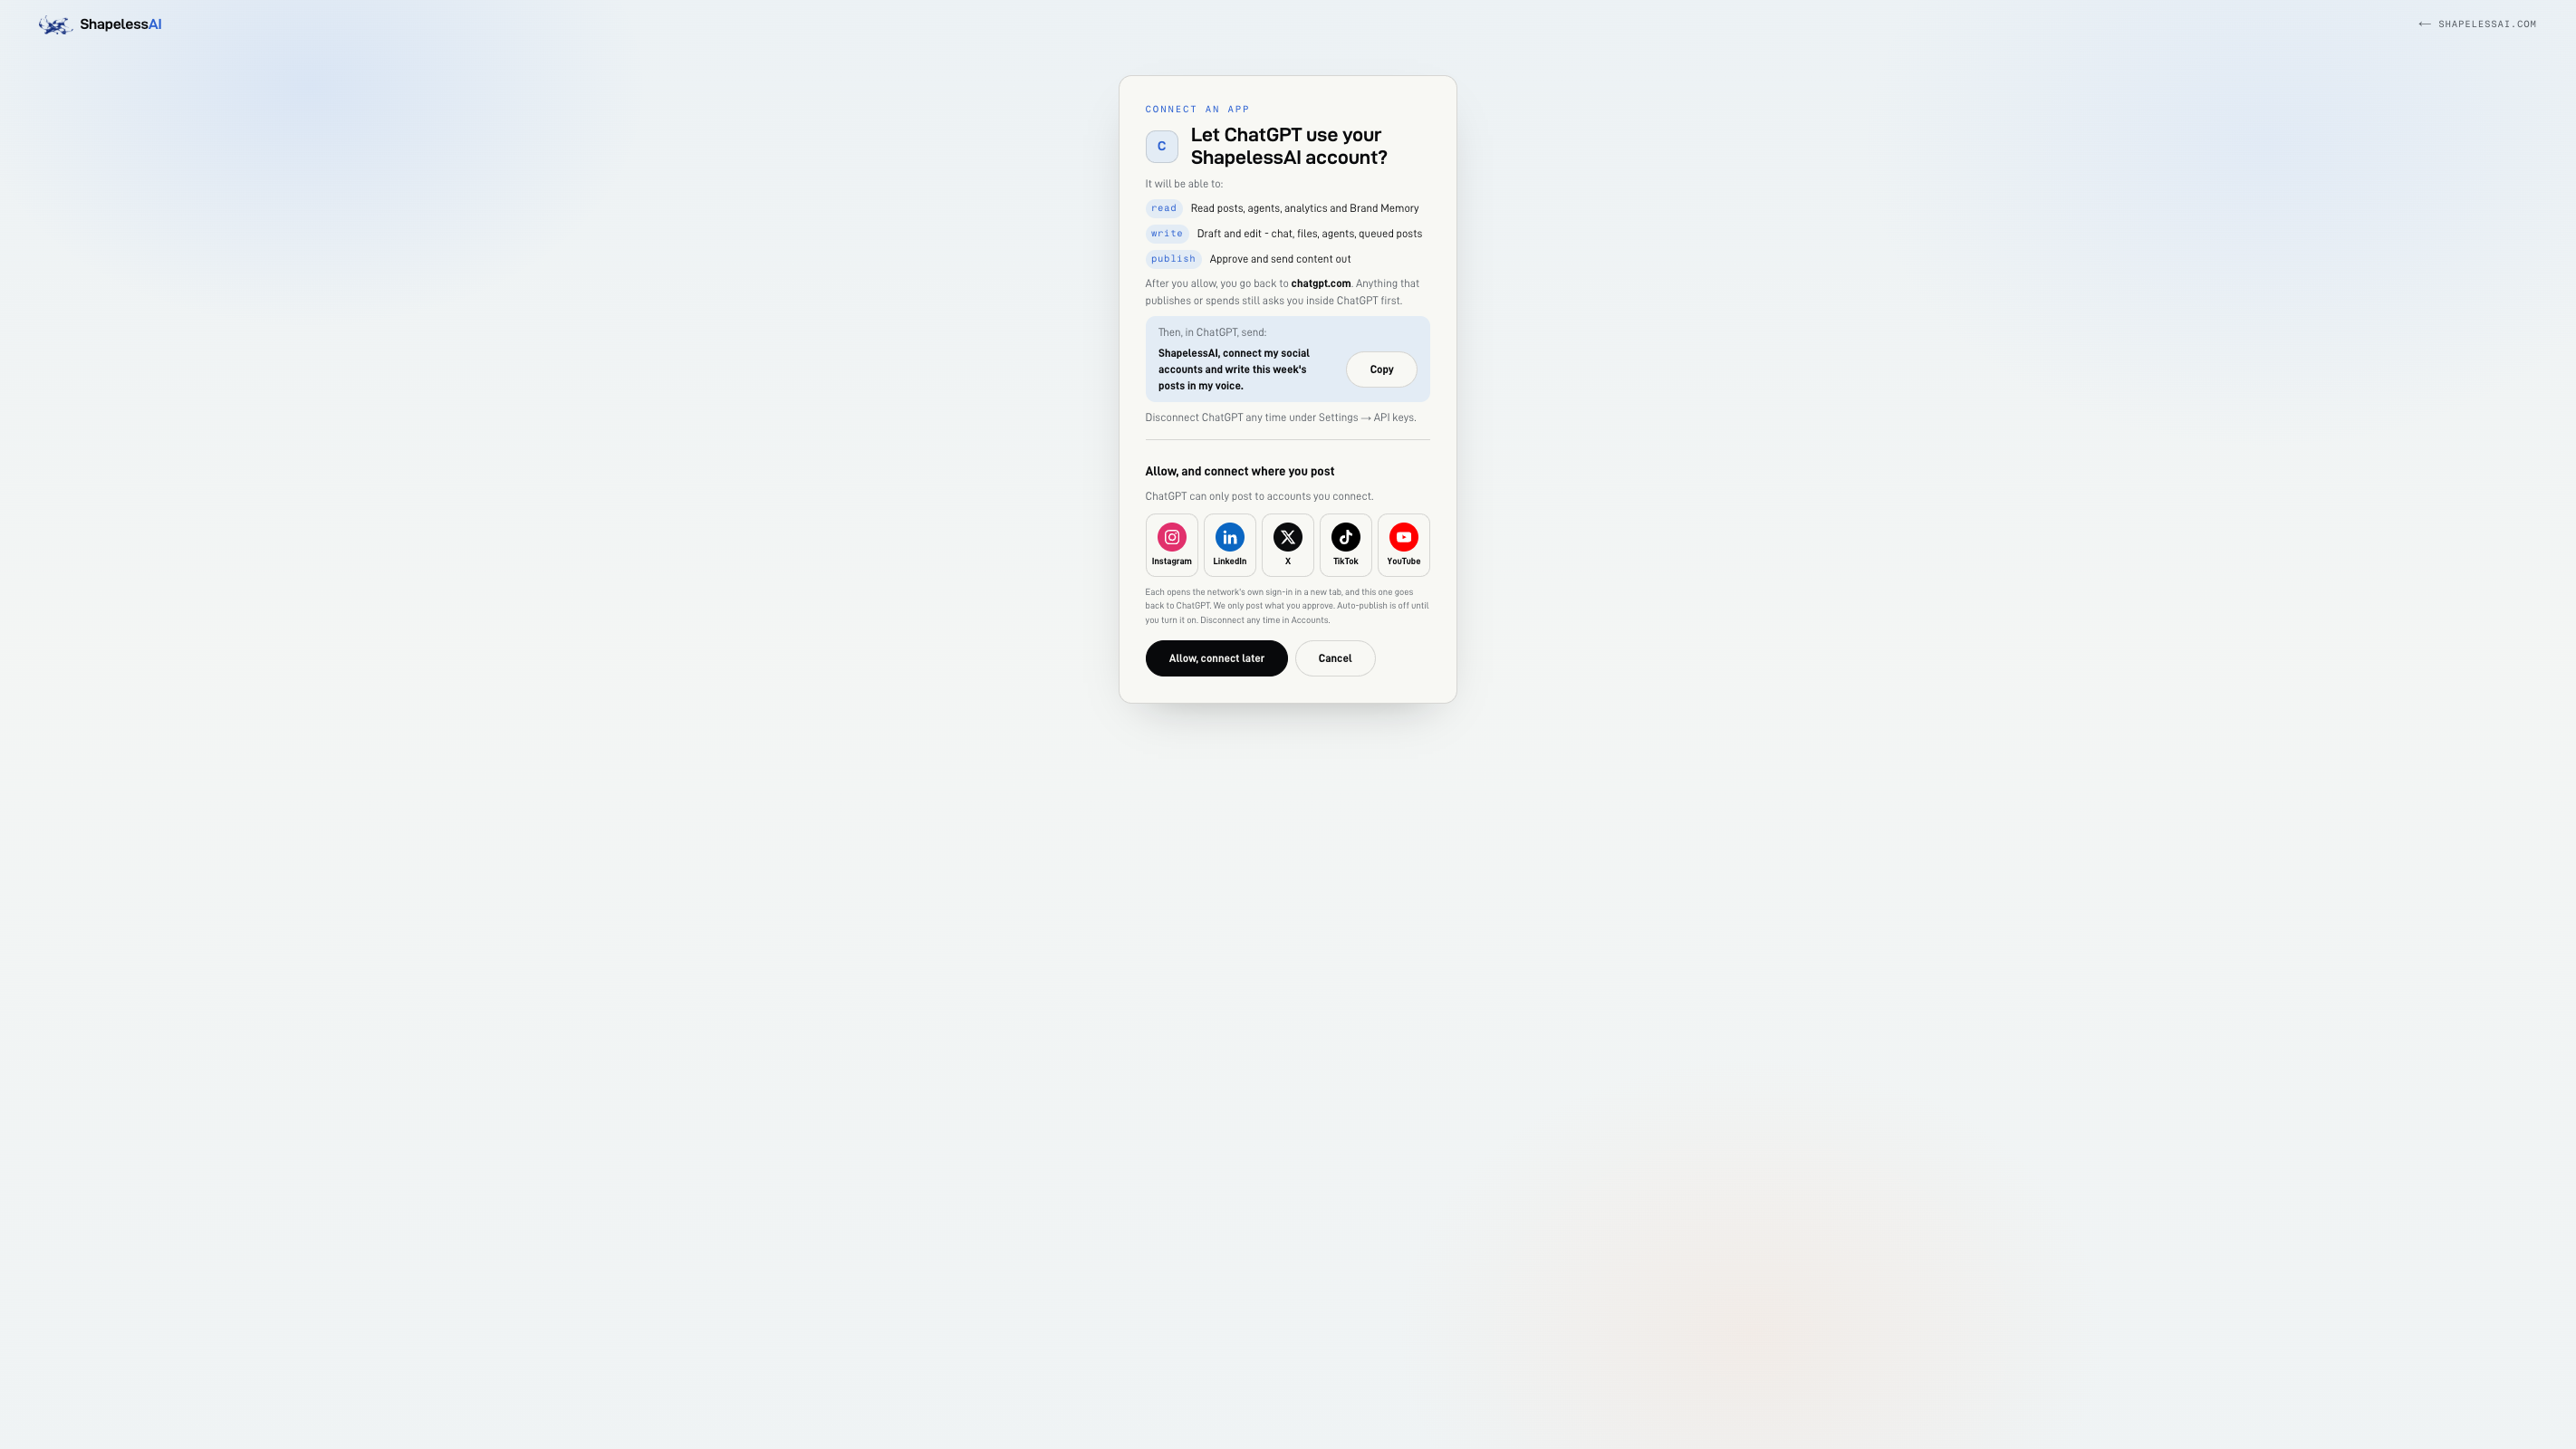 ShapelessAI
← SHAPELESSAI.COM
CONNECT AN APP
C
Let ChatGPT use your
ShapelessAI account?
It will be able to:
read Read posts, agents, analytics and Brand Memory
write Draft and edit - chat, files, agents, queued posts
publish Approve and send content out
After you allow, you go back to chatgpt.com. Anything that
publishes or spends still asks you inside ChatGPT first.
Then, in ChatGPT, send:
ShapelessAI, connect my social
accounts and write this week's
posts in my voice.
Copy
Disconnect ChatGPT any time under Settings → API keys.
Allow, and connect where you post
ChatGPT can only post to accounts you connect.
Instagram LinkedIn X TikTok YouTube
Each opens the network's own sign-in in a new tab, and this one goes
back to ChatGPT. We only post what you approve. Auto-publish is off until
you turn it on. Disconnect any time in Accounts.
Allow, connect later Cancel